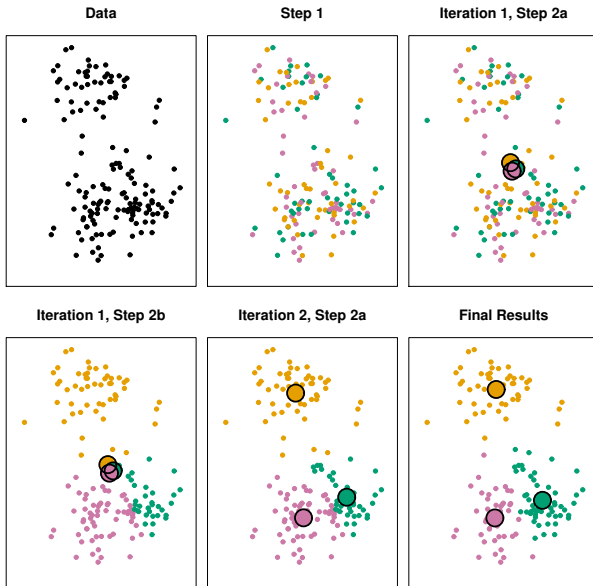 Data
Step 1
Iteration 1, Step 2a
Iteration 1, Step 2b
Iteration 2, Step 2a
Final Results